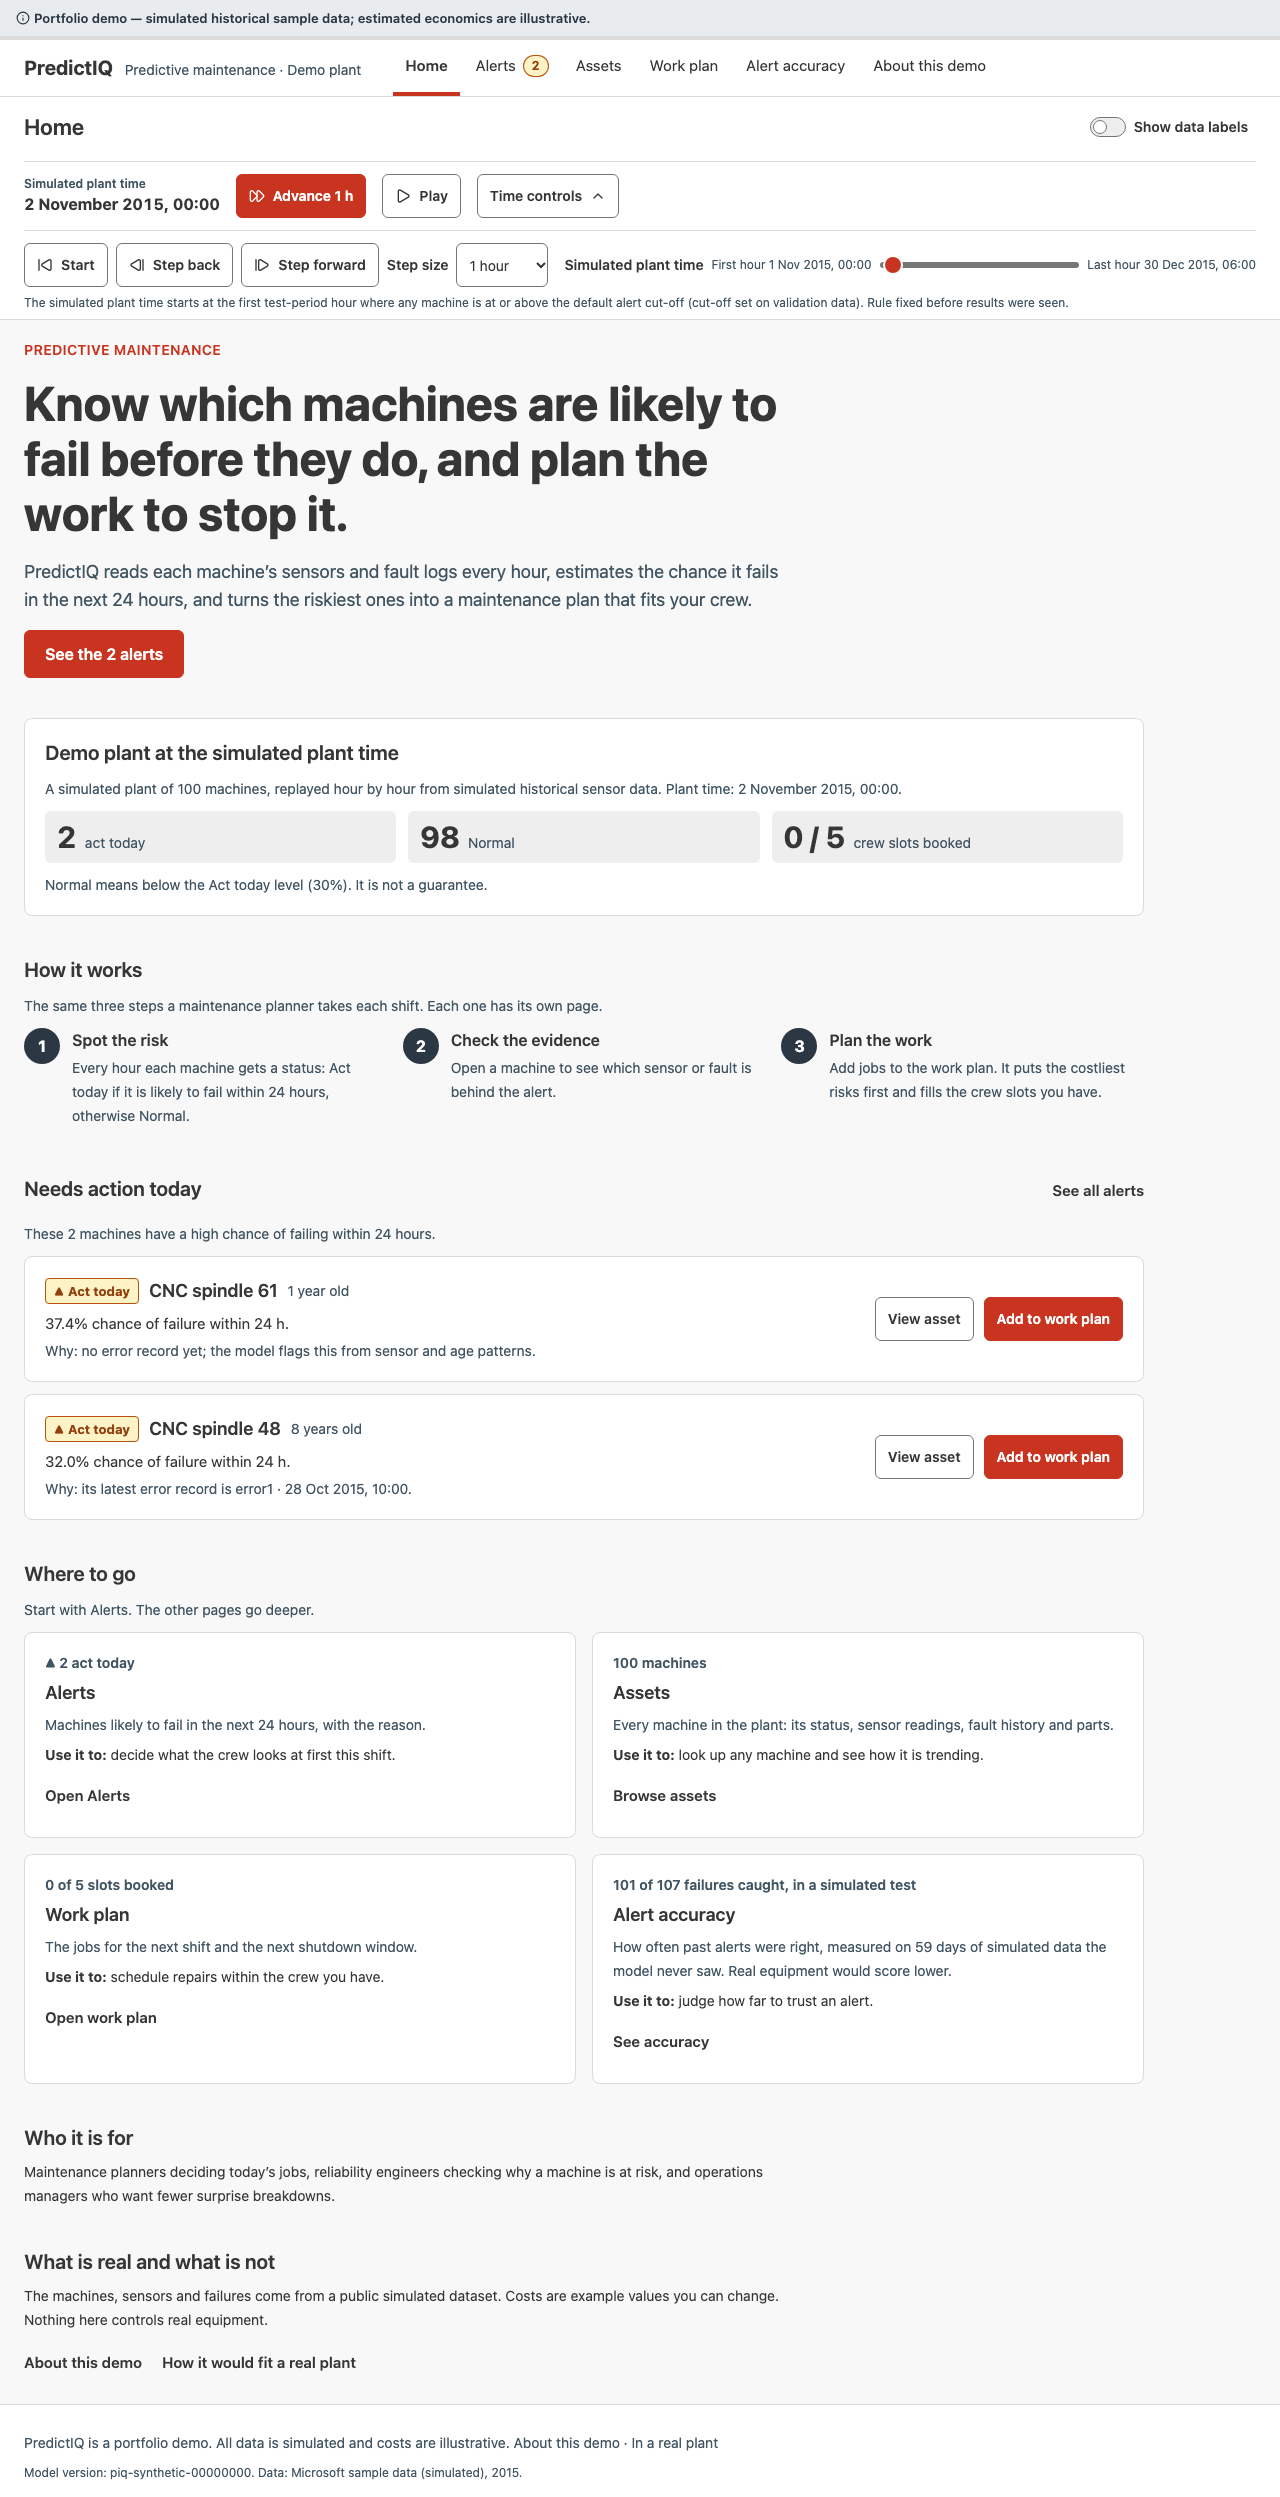 Portfolio demo — simulated historical sample data; estimated economics are illustrative.
PredictIQ Predictive maintenance · Demo plant Home Alerts 2 Assets Work plan Alert accuracy About this demo
Home
Show data labels
Simulated plant time
2 November 2015, 00:00
Advance 1 h
Play
Time controls
Start
Step back
Step forward
Step size
1 hour
Simulated plant time
First hour 1 Nov 2015, 00:00
Last hour 30 Dec 2015, 06:00
The simulated plant time starts at the first test-period hour where any machine is at or above the default alert cut-off (cut-off set on validation data). Rule fixed before results were seen.
PREDICTIVE MAINTENANCE
Know which machines are likely to
fail before they do, and plan the
work to stop it.
PredictIQ reads each machine’s sensors and fault logs every hour, estimates the chance it fails
in the next 24 hours, and turns the riskiest ones into a maintenance plan that fits your crew.
See the 2 alerts
Demo plant at the simulated plant time
A simulated plant of 100 machines, replayed hour by hour from simulated historical sensor data. Plant time: 2 November 2015, 00:00.
2 act today
98 Normal
0 / 5 crew slots booked
Normal means below the Act today level (30%). It is not a guarantee.
How it works
The same three steps a maintenance planner takes each shift. Each one has its own page.
1
Spot the risk
Every hour each machine gets a status: Act
today if it is likely to fail within 24 hours,
otherwise Normal.
2
Check the evidence
Open a machine to see which sensor or fault is
behind the alert.
3
Plan the work
Add jobs to the work plan. It puts the costliest
risks first and fills the crew slots you have.
Needs action today
See all alerts
These 2 machines have a high chance of failing within 24 hours.
Act today CNC spindle 61 1 year old
37.4% chance of failure within 24 h.
Why: no error record yet; the model flags this from sensor and age patterns.
View asset
Add to work plan
Act today CNC spindle 48 8 years old
32.0% chance of failure within 24 h.
Why: its latest error record is error1 · 28 Oct 2015, 10:00.
View asset
Add to work plan
Where to go
Start with Alerts. The other pages go deeper.
2 act today
Alerts
Machines likely to fail in the next 24 hours, with the reason.
Use it to: decide what the crew looks at first this shift.
Open Alerts
100 machines
Assets
Every machine in the plant: its status, sensor readings, fault history and parts.
Use it to: look up any machine and see how it is trending.
Browse assets
0 of 5 slots booked
Work plan
The jobs for the next shift and the next shutdown window.
Use it to: schedule repairs within the crew you have.
Open work plan
101 of 107 failures caught, in a simulated test
Alert accuracy
How often past alerts were right, measured on 59 days of simulated data the
model never saw. Real equipment would score lower.
Use it to: judge how far to trust an alert.
See accuracy
Who it is for
Maintenance planners deciding today’s jobs, reliability engineers checking why a machine is at risk, and operations
managers who want fewer surprise breakdowns.
What is real and what is not
The machines, sensors and failures come from a public simulated dataset. Costs are example values you can change.
Nothing here controls real equipment.
About this demo How it would fit a real plant
PredictIQ is a portfolio demo. All data is simulated and costs are illustrative. About this demo · In a real plant
Model version: piq-synthetic-00000000. Data: Microsoft sample data (simulated), 2015.